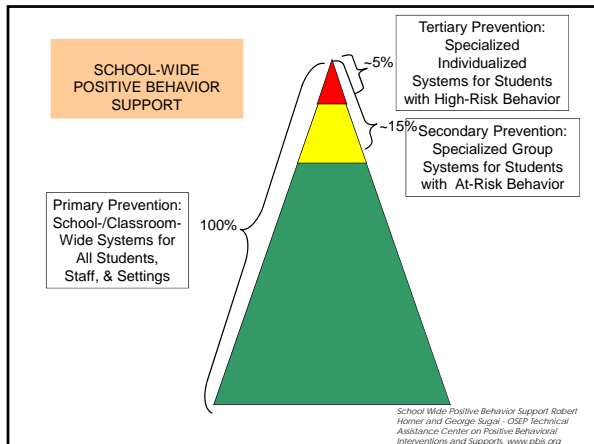 SCHOOL-WIDE
POSITIVE BEHAVIOR
SUPPORT
Primary Prevention:
School-/Classroom-
Wide Systems for
All Students,
Staff, & Settings
100%
~5%
Tertiary Prevention:
Specialized
Individualized
Systems for Students
with High-Risk Behavior
~15%
Secondary Prevention:
Specialized Group
Systems for Students
with At-Risk Behavior
School Wide Positive Behavior Support Robert
Horner and George Sugai - OSEP Technical
Assistance Center on Positive Behavioral
Interventions and Supports. www.pbis.org